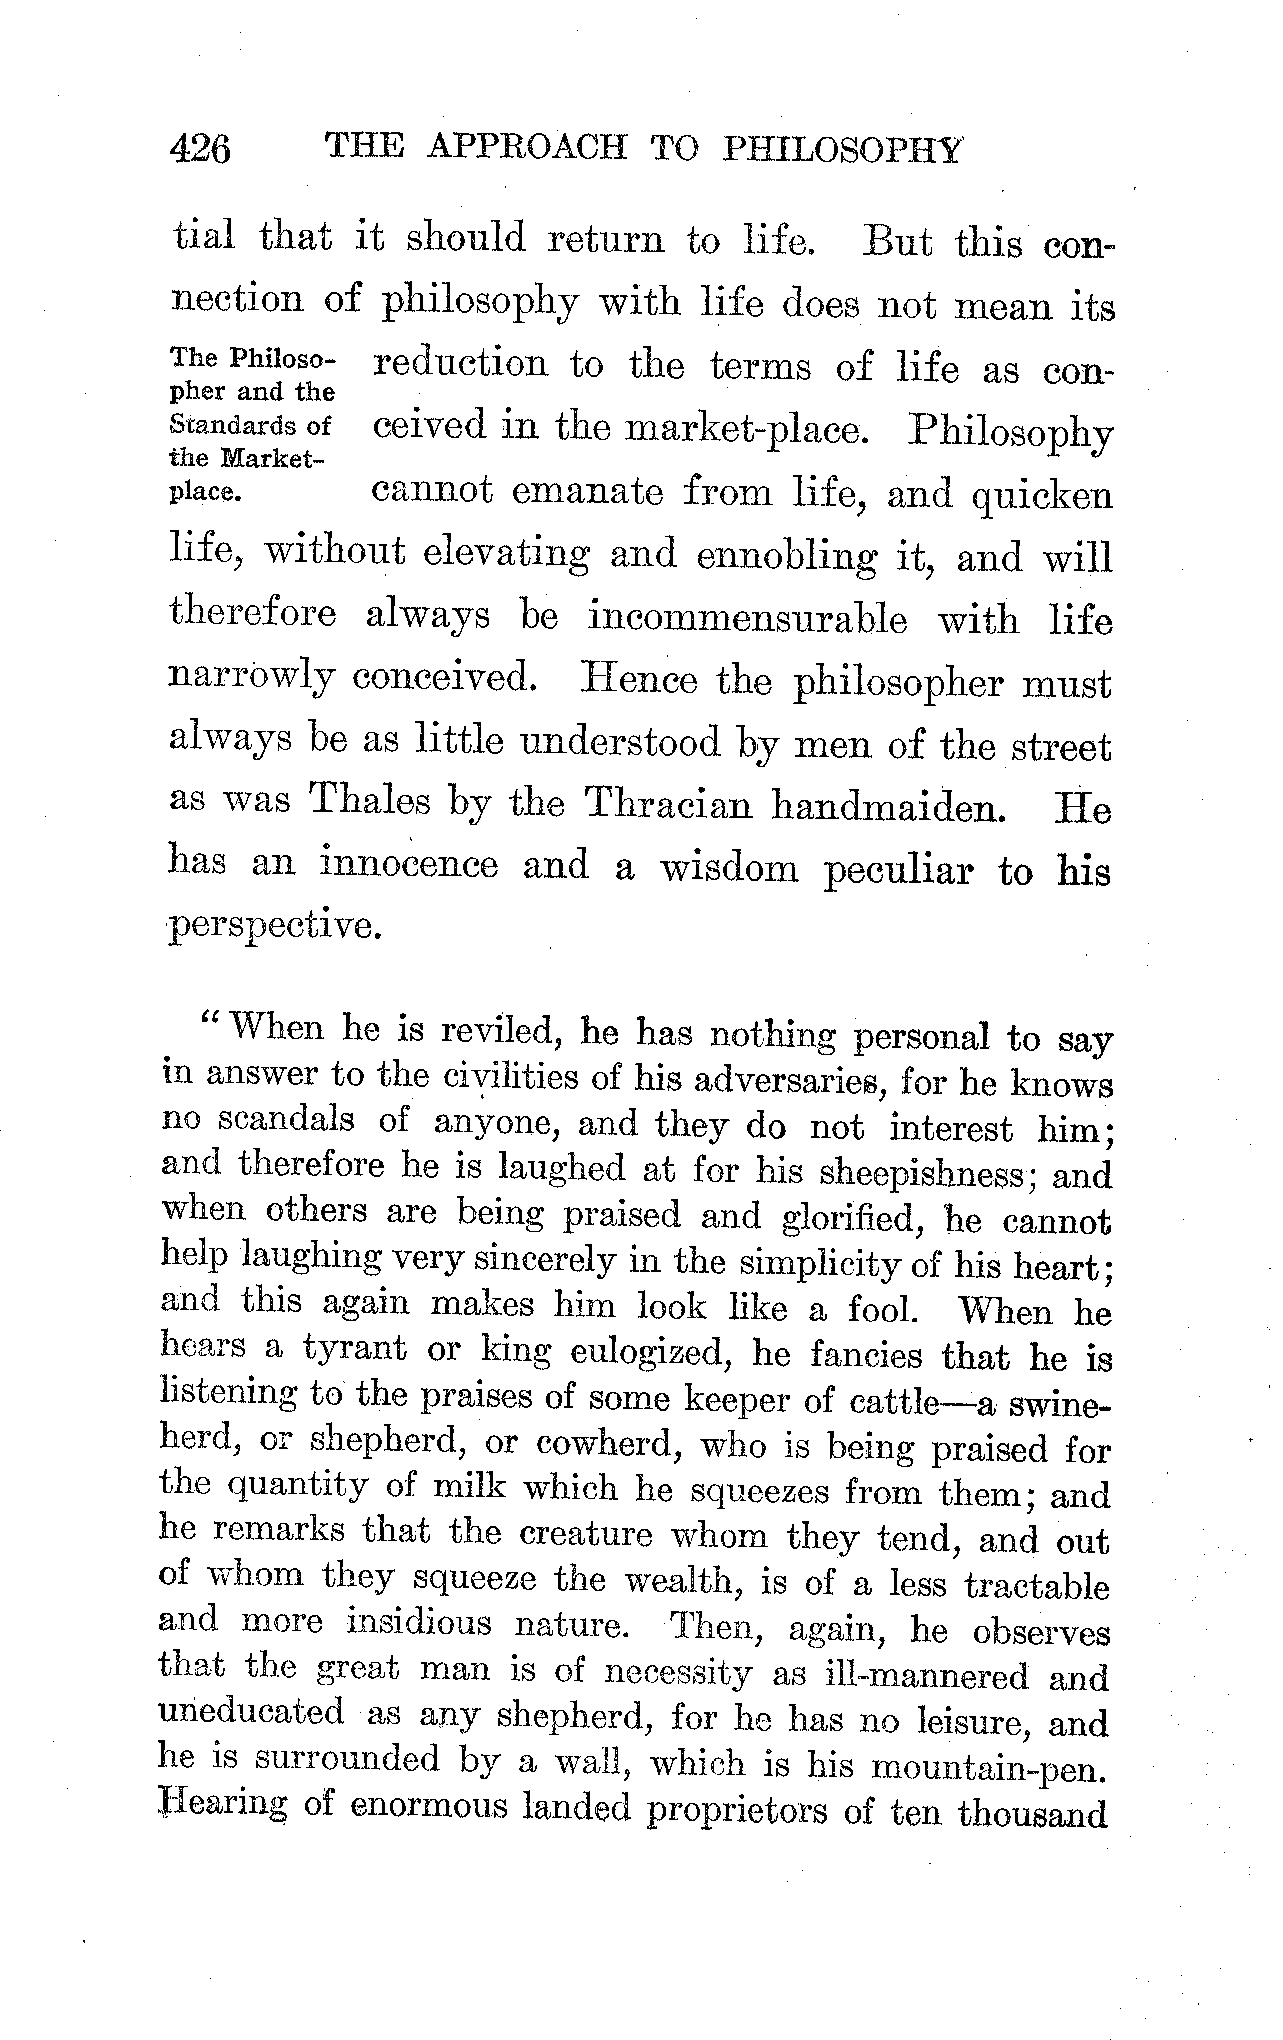 426 THE APPROACH TO PHILOSOPHY
tial that it should return to life. But this con-
nection of philosophy with life does not mean its
The Philoso-
pher and the
Standards of
the Market-
place.
reduction to the terms of life as con-
ceived in the market-place. Philosophy
cannot emanate from life, and quicken
life, without elevating and ennobling it, and will
therefore always be incommensurable with life
narrowly conceived. Hence the philosopher must
always be as little understood by men of the street
as was Thales by the Thracian handmaiden. He
has an innocence and a wisdom peculiar to his
perspective.
“When he is reviled, he has nothing personal to say
in answer to the civilities of his adversaries, for he knows
no scandals of anyone, and they do not interest him;
and therefore he is laughed at for his sheepishness; and
when others are being praised and glorified, he cannot
help laughing very sincerely in the simplicity of his heart;
and this again makes him look like a fool. When he
hears a tyrant or king eulogized, he fancies that he is
listening to the praises of some keeper of cattle—a swine-
herd, or shepherd, or cowherd, who is being praised for
the quantity of milk which he squeezes from them; and
he remarks that the creature whom they tend, and out
of whom they squeeze the wealth, is of a less tractable
and more insidious nature. Then, again, he observes
that the great man is of necessity as ill-mannered and
uneducated as any shepherd, for he has no leisure, and
he is surrounded by a wall, which is his mountain-pen.
Hearing of enormous landed proprietors of ten thousand